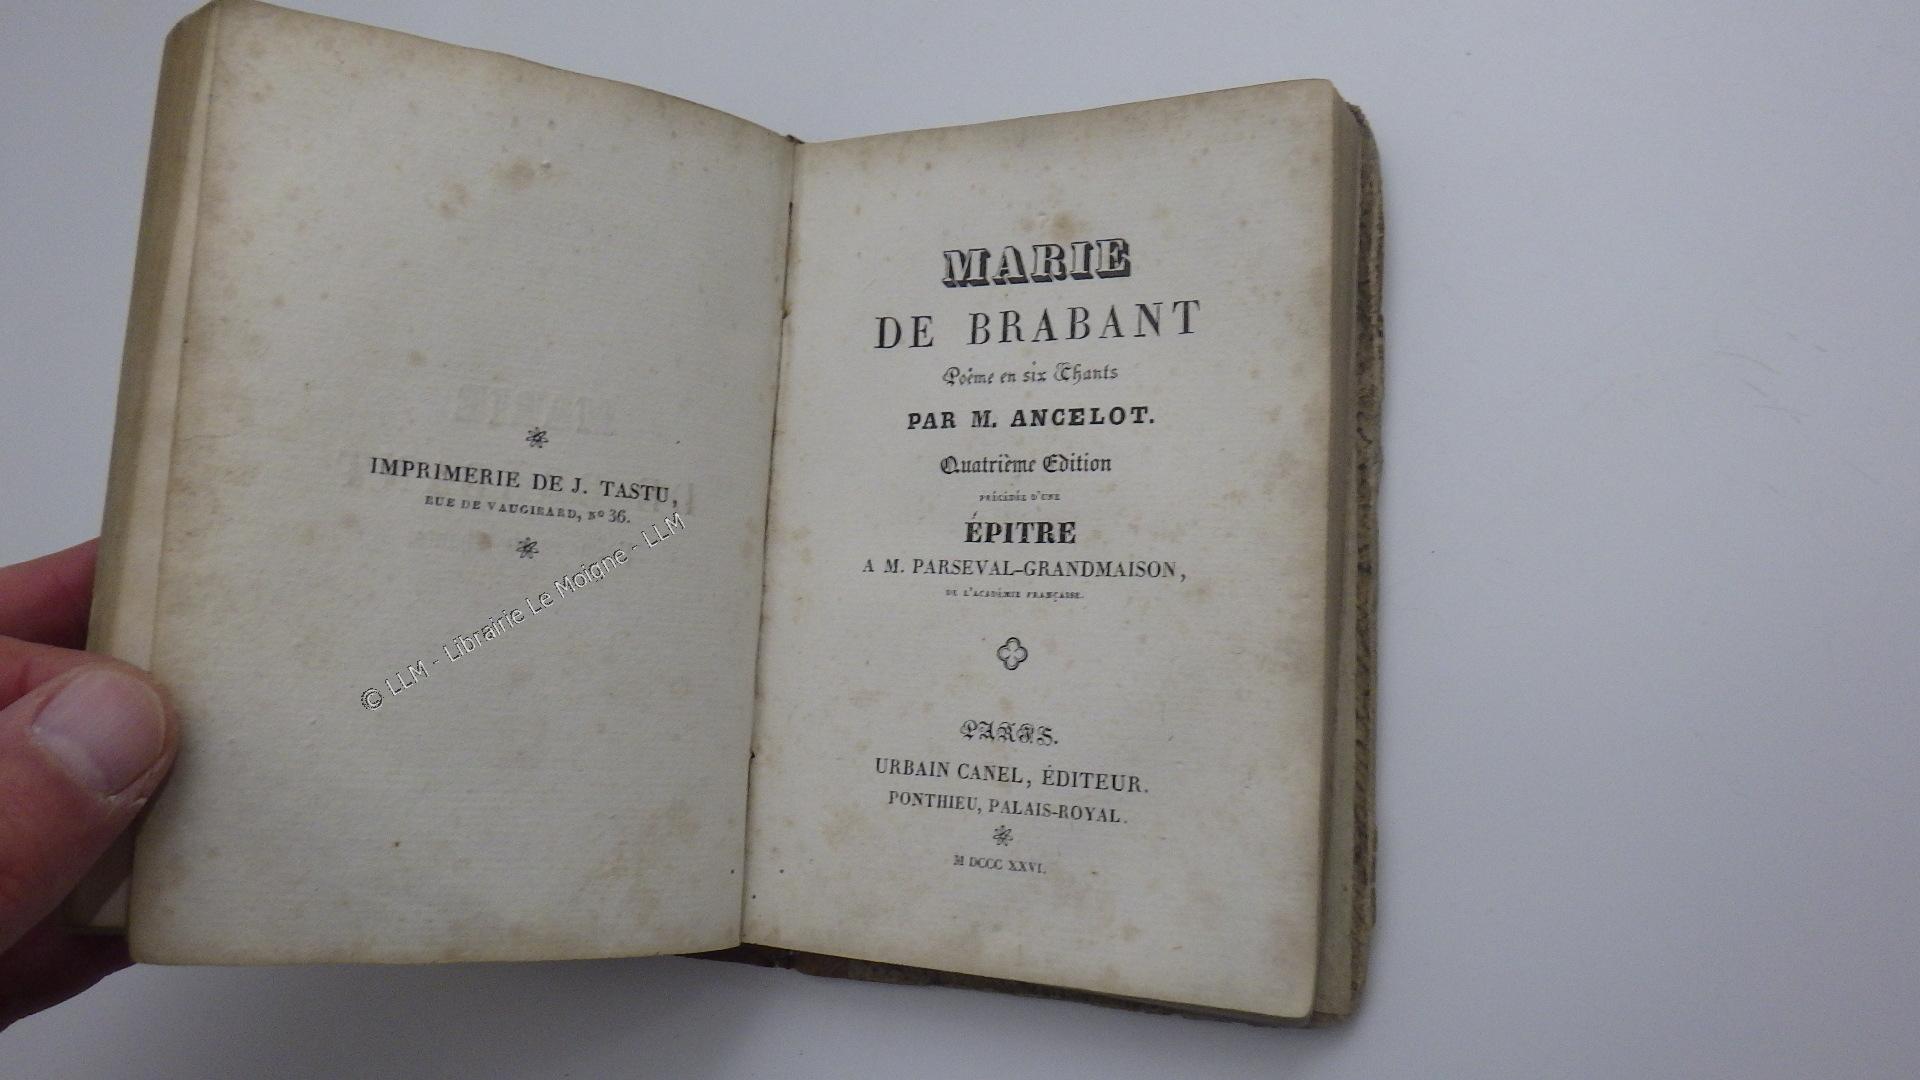 IMPRIMERIE DE J. TASTU,
RUE DE VAUGIRARD, Nº 36.
© LLM - Librairie Le Moigne - LLM
MARIE
DE BRABANT
Poëme en six Chants
PAR M. ANCELOT.
Quatrième Edition
PRÉCÉDÉE D'UNE
ÉPITRE
A M. PARSEVAL-GRANDMAISON,
DE L'ACADÉMIE FRANÇAISE.
PARIS.
URBAIN CANEL, ÉDITEUR.
PONTHIEU, PALAIS-ROYAL.
M DCCC XXVI.